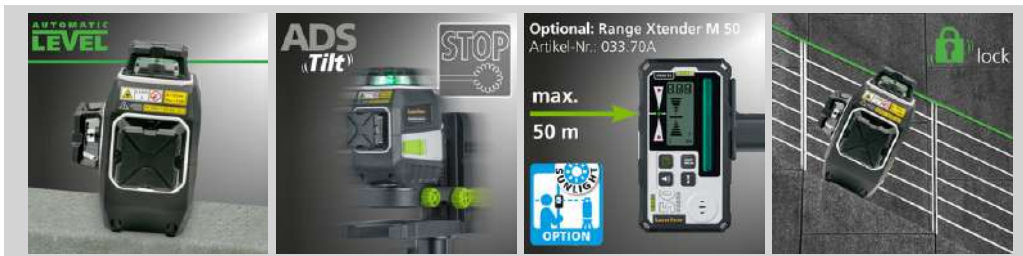 AUTOMATIC
LEVEL
ADS
Tilt
STOP
Optional: Range Xtender M 50
Artikel-Nr.: 033.70A
max.
50 m
SUNLIGHT
OPTION
lock